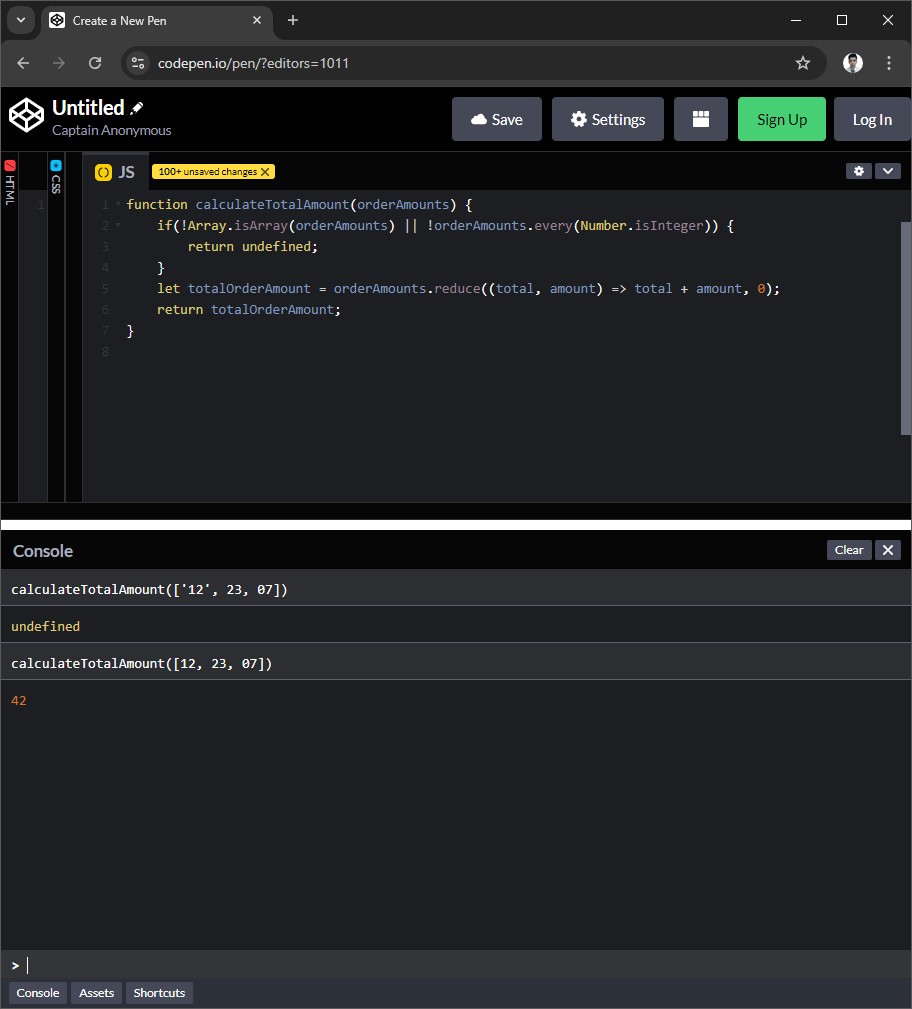 Create a New Pen
codepen.io/pen/?editors=1011
Untitled
Captain Anonymous
Save
Settings
Sign Up
Log In
HTML
1
CSS
JS
100+ unsaved changes
1 function calculateTotalAmount(orderAmounts) {
2 if(!Array.isArray(orderAmounts) || !orderAmounts.every(Number.isInteger)) {
3 return undefined;
4 }
5 let totalOrderAmount = orderAmounts.reduce((total, amount) => total + amount, 0);
6 return totalOrderAmount;
7 }
8
Console
Clear
calculateTotalAmount(['12', 23, 07])
undefined
calculateTotalAmount([12, 23, 07])
42
>
Console
Assets
Shortcuts